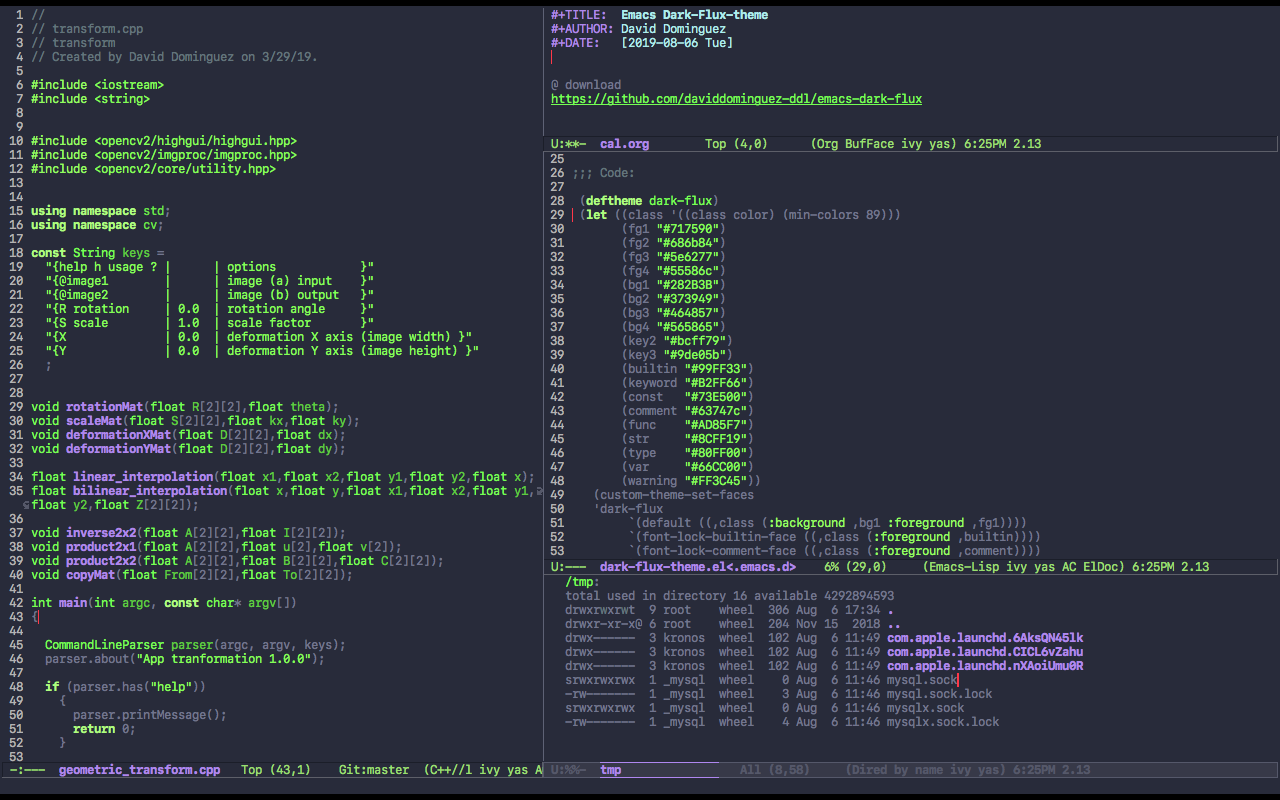 1 //
2 // transform.cpp
3 // transform
4 // Created by David Dominguez on 3/29/19.
5
6 #include <iostream>
7 #include <string>
8
9
10 #include <opencv2/highgui/highgui.hpp>
11 #include <opencv2/imgproc/imgproc.hpp>
12 #include <opencv2/core/utility.hpp>
13
14
15 using namespace std;
16 using namespace cv;
17
18 const String keys =
19   "{help h usage ? |      | options            }"
20   "{@image1        |      | image (a) input    }"
21   "{@image2        |      | image (b) output   }"
22   "{R rotation     | 0.0  | rotation angle     }"
23   "{S scale        | 1.0  | scale factor       }"
24   "{X              | 0.0  | deformation X axis (image width) }"
25   "{Y              | 0.0  | deformation Y axis (image height) }"
26   ;
27
28
29 void rotationMat(float R[2][2],float theta);
30 void scaleMat(float S[2][2],float kx,float ky);
31 void deformationXMat(float D[2][2],float dx);
32 void deformationYMat(float D[2][2],float dy);
33
34 float linear_interpolation(float x1,float x2,float y1,float y2,float x);
35 float bilinear_interpolation(float x,float y,float x1,float x2,float y1,
float y2,float Z[2][2]);
36
37 void inverse2x2(float A[2][2],float I[2][2]);
38 void product2x1(float A[2][2],float u[2],float v[2]);
39 void product2x2(float A[2][2],float B[2][2],float C[2][2]);
40 void copyMat(float From[2][2],float To[2][2]);
41
42 int main(int argc, const char* argv[])
43 {
44
45   CommandLineParser parser(argc, argv, keys);
46   parser.about("App tranformation 1.0.0");
47
48   if (parser.has("help"))
49     {
50       parser.printMessage();
51       return 0;
52     }
53
-:---  geometric_transform.cpp   Top (43,1)    Git:master  (C++//l ivy yas A
#+TITLE:  Emacs Dark-Flux-theme
#+AUTHOR: David Dominguez
#+DATE:   [2019-08-06 Tue]
@ download
https://github.com/daviddominguez-ddl/emacs-dark-flux
U:**-  cal.org        Top (4,0)      (Org BufFace ivy yas) 6:25PM 2.13
25
26 ;;; Code:
27
28  (deftheme dark-flux)
29  (let ((class '((class color) (min-colors 89)))
30        (fg1 "#717590")
31        (fg2 "#686b84")
32        (fg3 "#5e6277")
33        (fg4 "#55586c")
34        (bg1 "#282B3B")
35        (bg2 "#373949")
36        (bg3 "#464857")
37        (bg4 "#565865")
38        (key2 "#bcff79")
39        (key3 "#9de05b")
40        (builtin "#99FF33")
41        (keyword "#B2FF66")
42        (const   "#73E500")
43        (comment "#63747c")
44        (func    "#AD85F7")
45        (str     "#8CFF19")
46        (type    "#80FF00")
47        (var     "#66CC00")
48        (warning "#FF3C45"))
49    (custom-theme-set-faces
50    'dark-flux
51         `(default ((,class (:background ,bg1 :foreground ,fg1))))
52         `(font-lock-builtin-face ((,class (:foreground ,builtin))))
53         `(font-lock-comment-face ((,class (:foreground ,comment))))
U:---  dark-flux-theme.el<.emacs.d>    6% (29,0)     (Emacs-Lisp ivy yas AC ElDoc) 6:25PM 2.13
/tmp:
total used in directory 16 available 4292894593
drwxrwxrwt  9 root    wheel  306 Aug  6 17:34 .
drwxr-xr-x@ 6 root    wheel  204 Nov 15  2018 ..
drwx------  3 kronos  wheel  102 Aug  6 11:49 com.apple.launchd.6AksQN45lk
drwx------  3 kronos  wheel  102 Aug  6 11:49 com.apple.launchd.CICL6vZahu
drwx------  3 kronos  wheel  102 Aug  6 11:49 com.apple.launchd.nXAoiUmu0R
srwxrwxrwx  1 _mysql  wheel    0 Aug  6 11:46 mysql.sock
-rw-------  1 _mysql  wheel    3 Aug  6 11:46 mysql.sock.lock
srwxrwxrwx  1 _mysql  wheel    0 Aug  6 11:46 mysqlx.sock
-rw-------  1 _mysql  wheel    4 Aug  6 11:46 mysqlx.sock.lock
U:%%-  tmp                 All (8,58)     (Dired by name ivy yas) 6:25PM 2.13